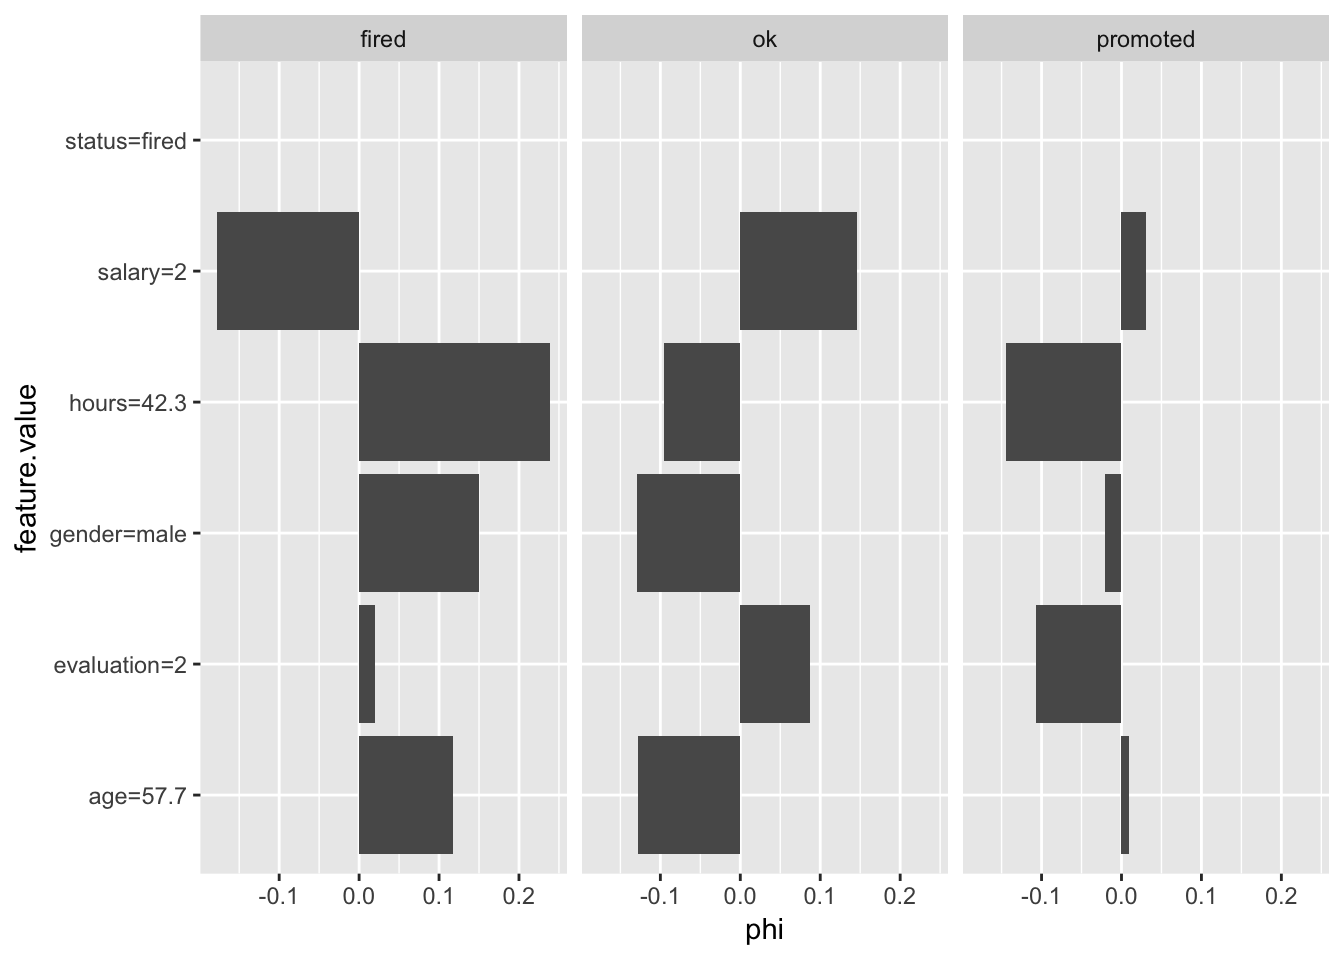 fired
ok
promoted
status=fired
salary=2
hours=42.3
gender=male
evaluation=2
age=57.7
feature.value
-0.1 0.0 0.1 0.2
-0.1 0.0 0.1 0.2
-0.1 0.0 0.1 0.2
phi